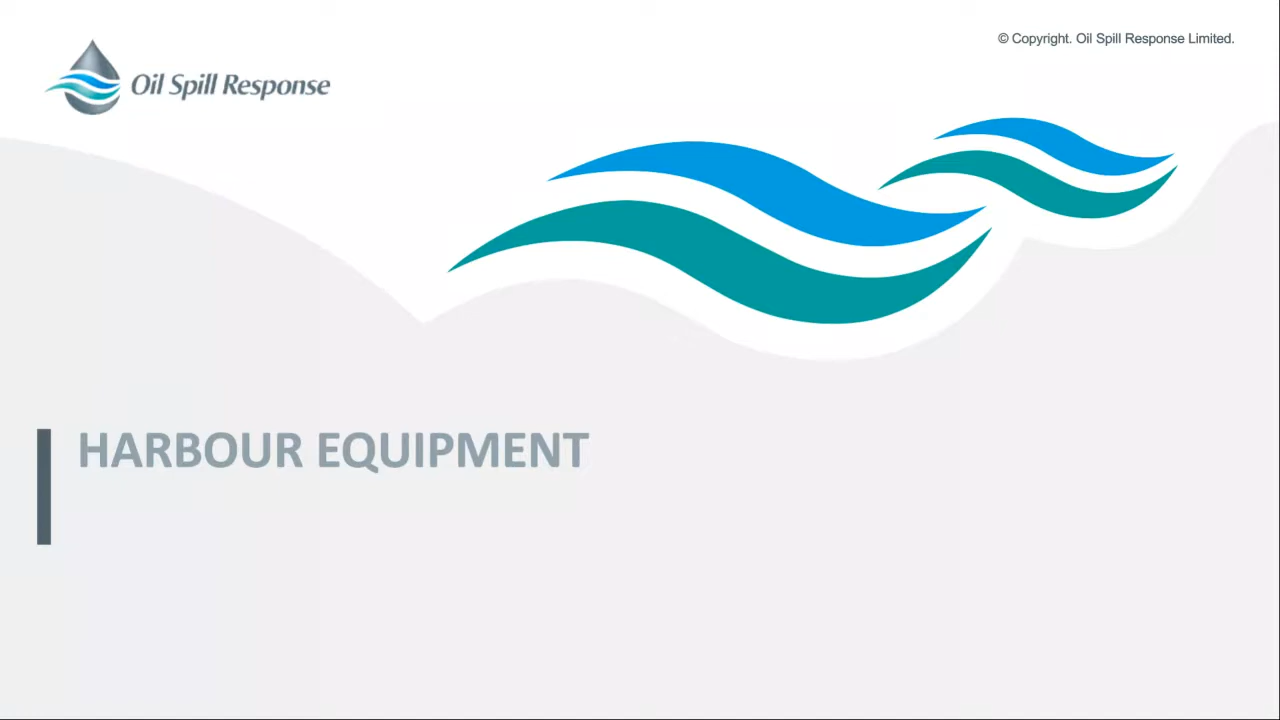 © Copyright. Oil Spill Response Limited.
Oil Spill Response
HARBOUR EQUIPMENT